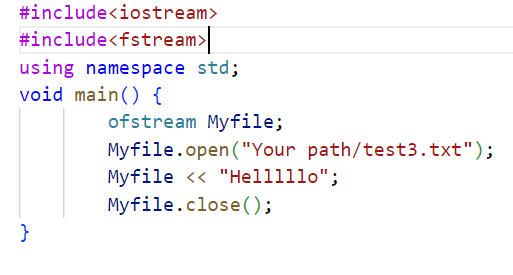 #include<iostream>
#include<fstream>
using namespace std;
void main() {
ofstream Myfile;
Myfile.open("Your path/test3.txt");
Myfile << "Helllllo";
Myfile.close();
}